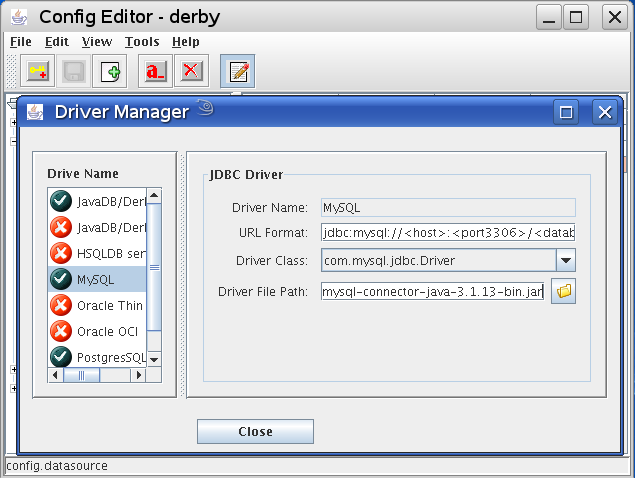 Config Editor - derby
File Edit View Tools Help
a_
Driver Manager
Drive Name
JavaDB/Derl
JavaDB/Derl
HSQLDB ser
MySQL
Oracle Thin
Oracle OCI
PostgresSQL
JDBC Driver
Driver Name: MySQL
URL Format: jdbc:mysql://<host>:<port3306>/<datab
Driver Class: com.mysql.jdbc.Driver
Driver File Path: mysql-connector-java-3.1.13-bin.jar
Close
config.datasource